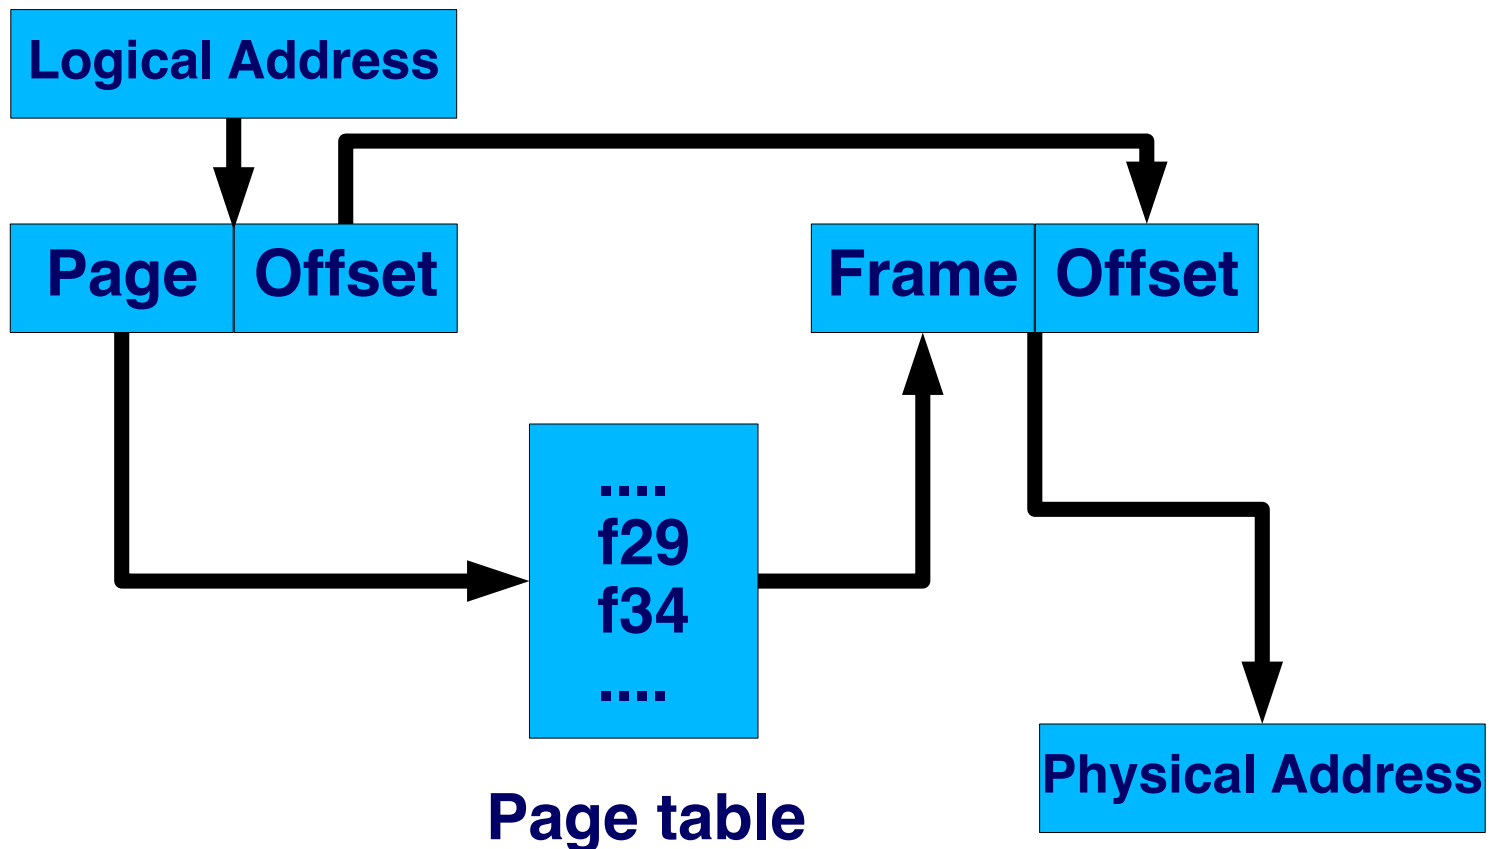 Logical Address
Page Offset
Frame Offset
....
f29
f34
....
Page table
Physical Address